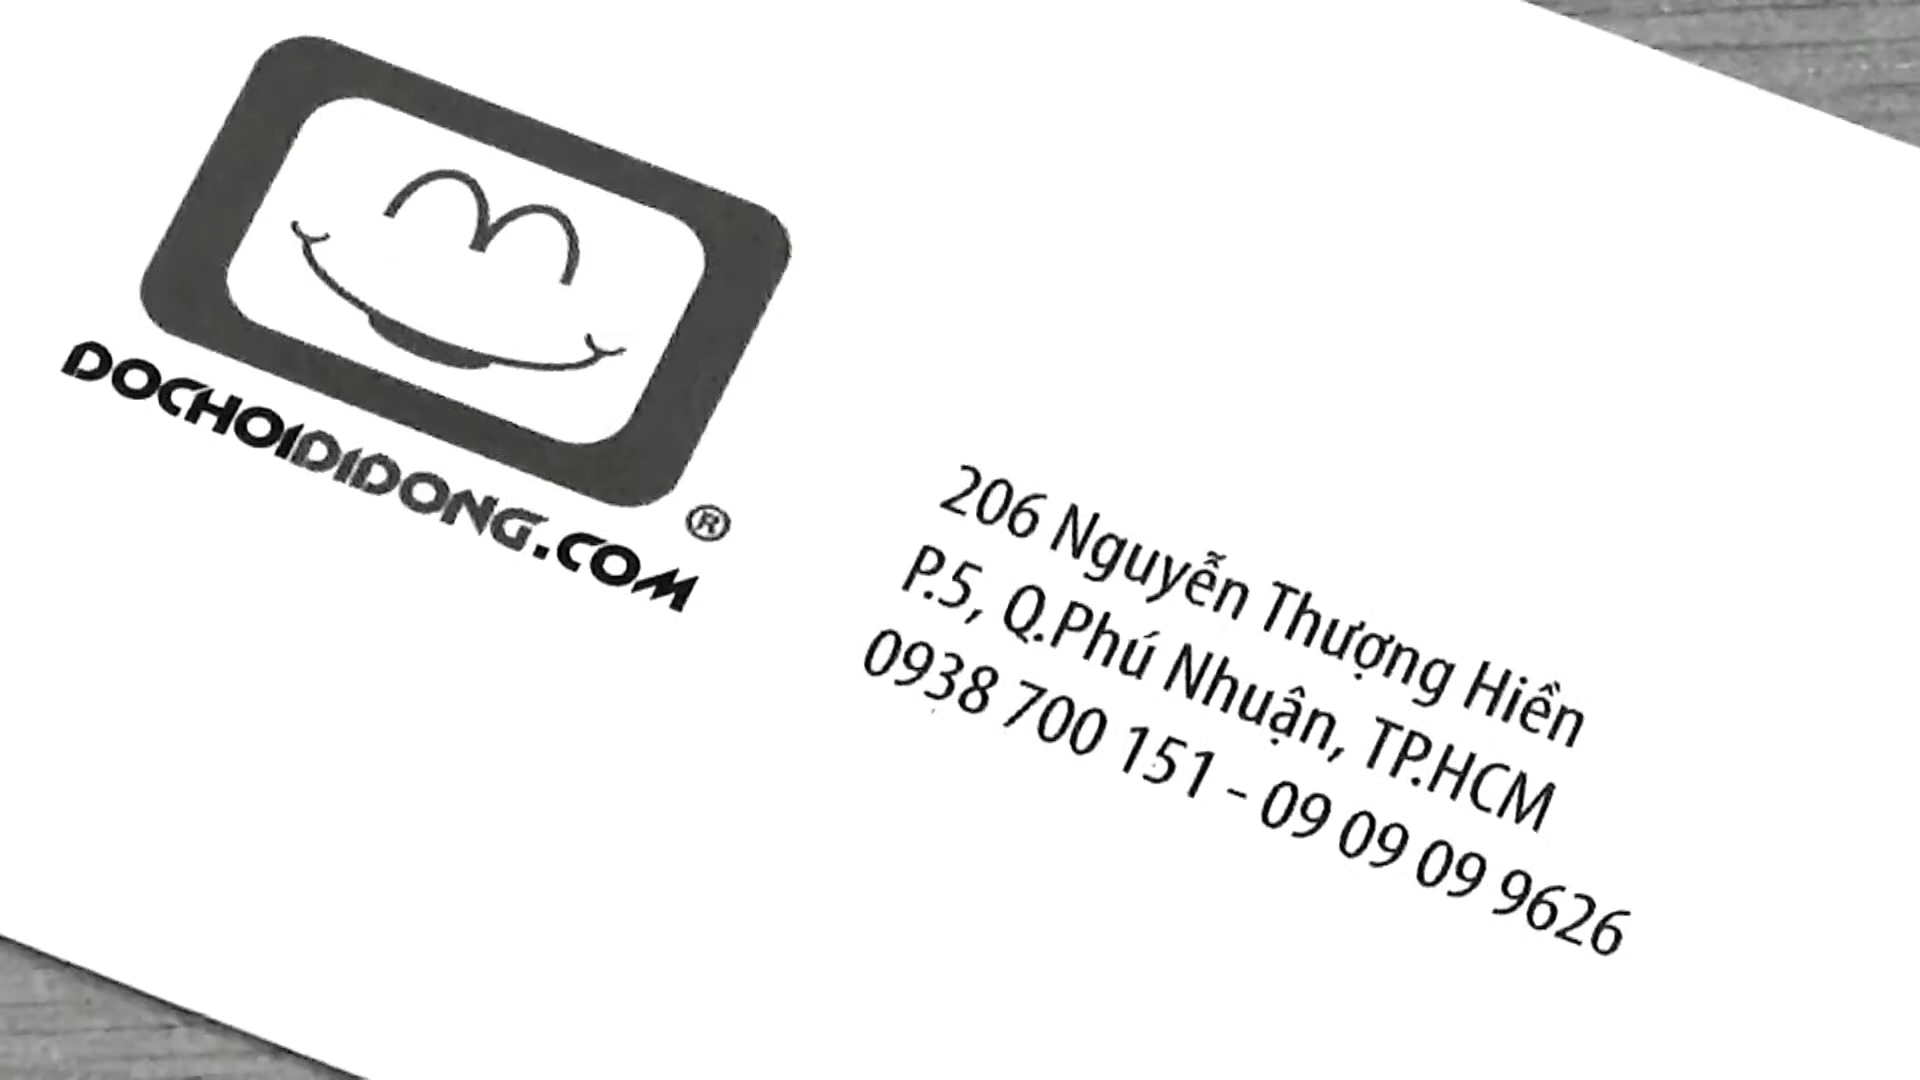 DOCHOIDIDONG.COM ®
206 Nguyễn Thượng Hiền
P.5, Q.Phú Nhuận, TP.HCM
0938 700 151 - 09 09 09 9626